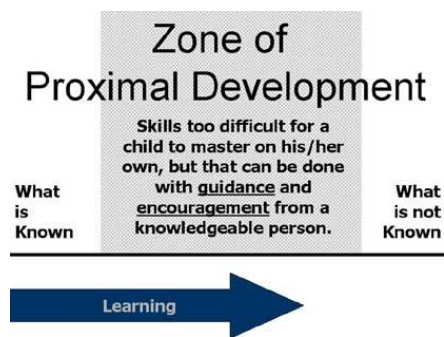 Zone of
Proximal Development
Skills too difficult for a
child to master on his/her
own, but that can be done
with guidance and
encouragement from a
knowledgeable person.
What
is
Known
What
is not
Known
Learning